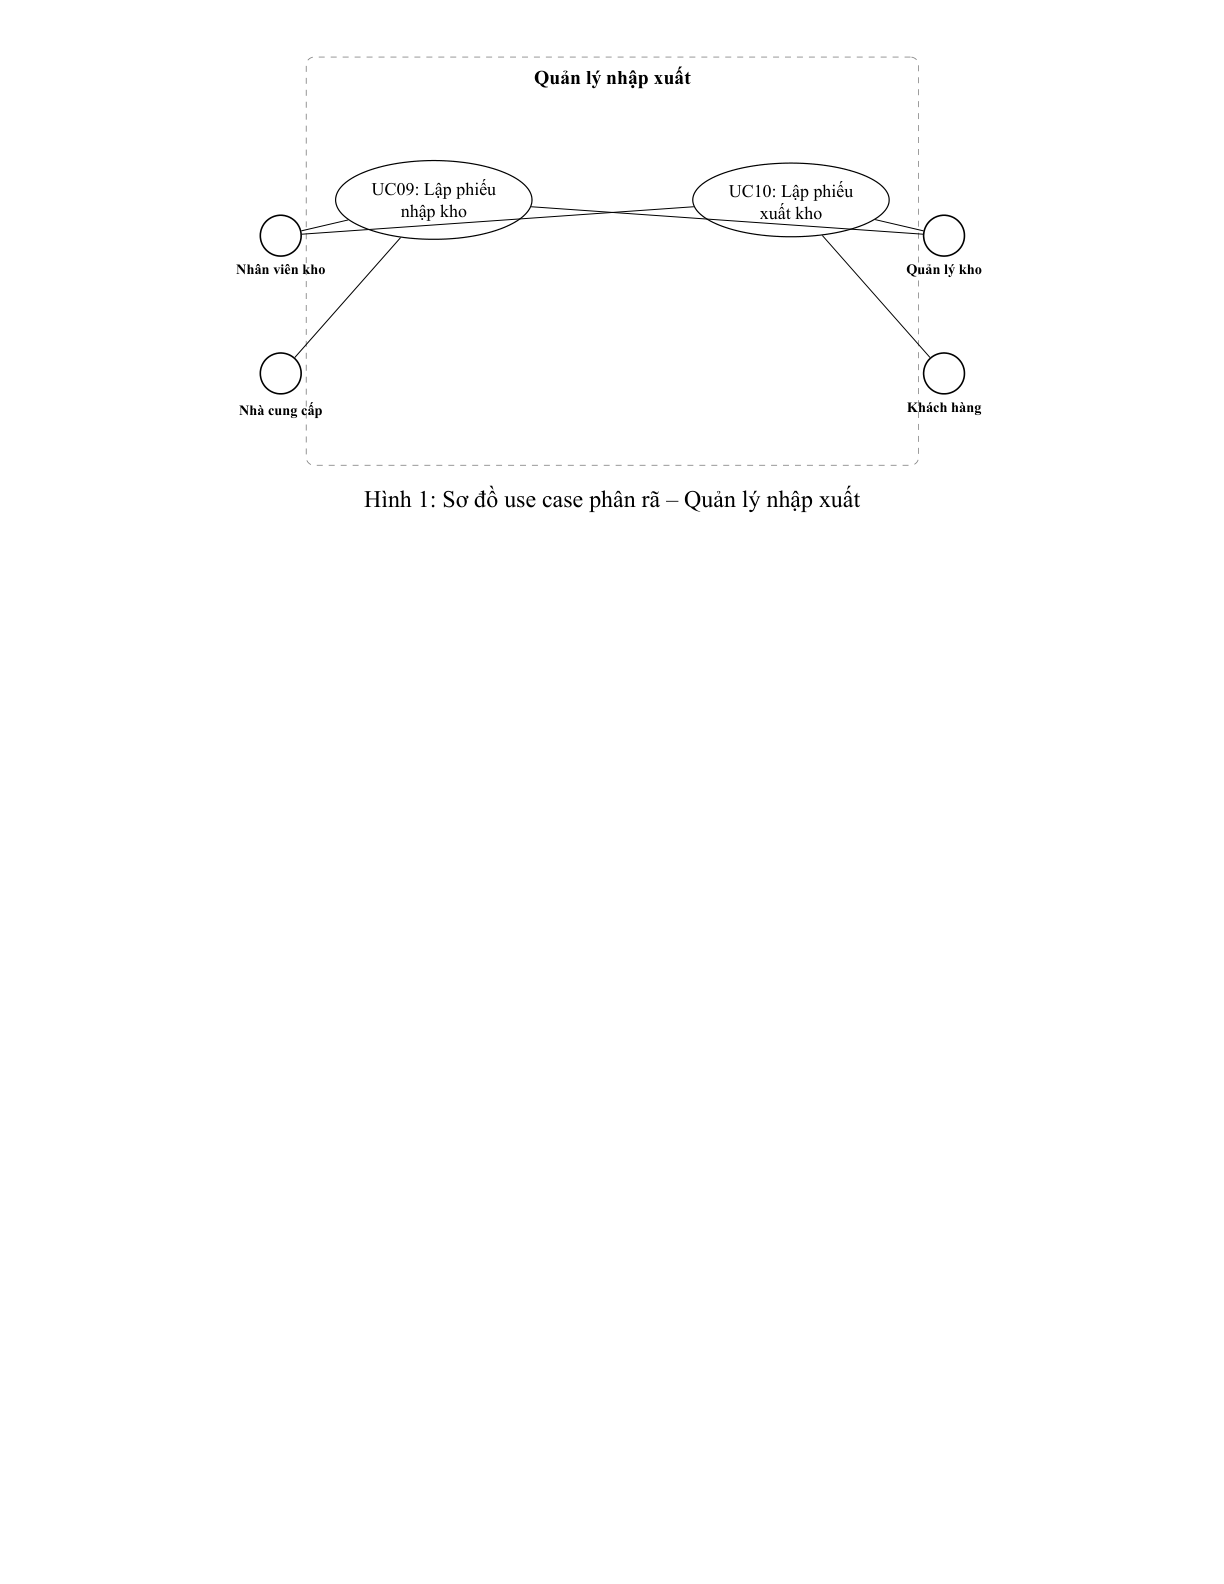 Quản lý nhập xuất
UC09: Lập phiếu
nhập kho
UC10: Lập phiếu
xuất kho
Nhân viên kho
Quản lý kho
Nhà cung cấp
Khách hàng
Hình 1: Sơ đồ use case phân rã – Quản lý nhập xuất